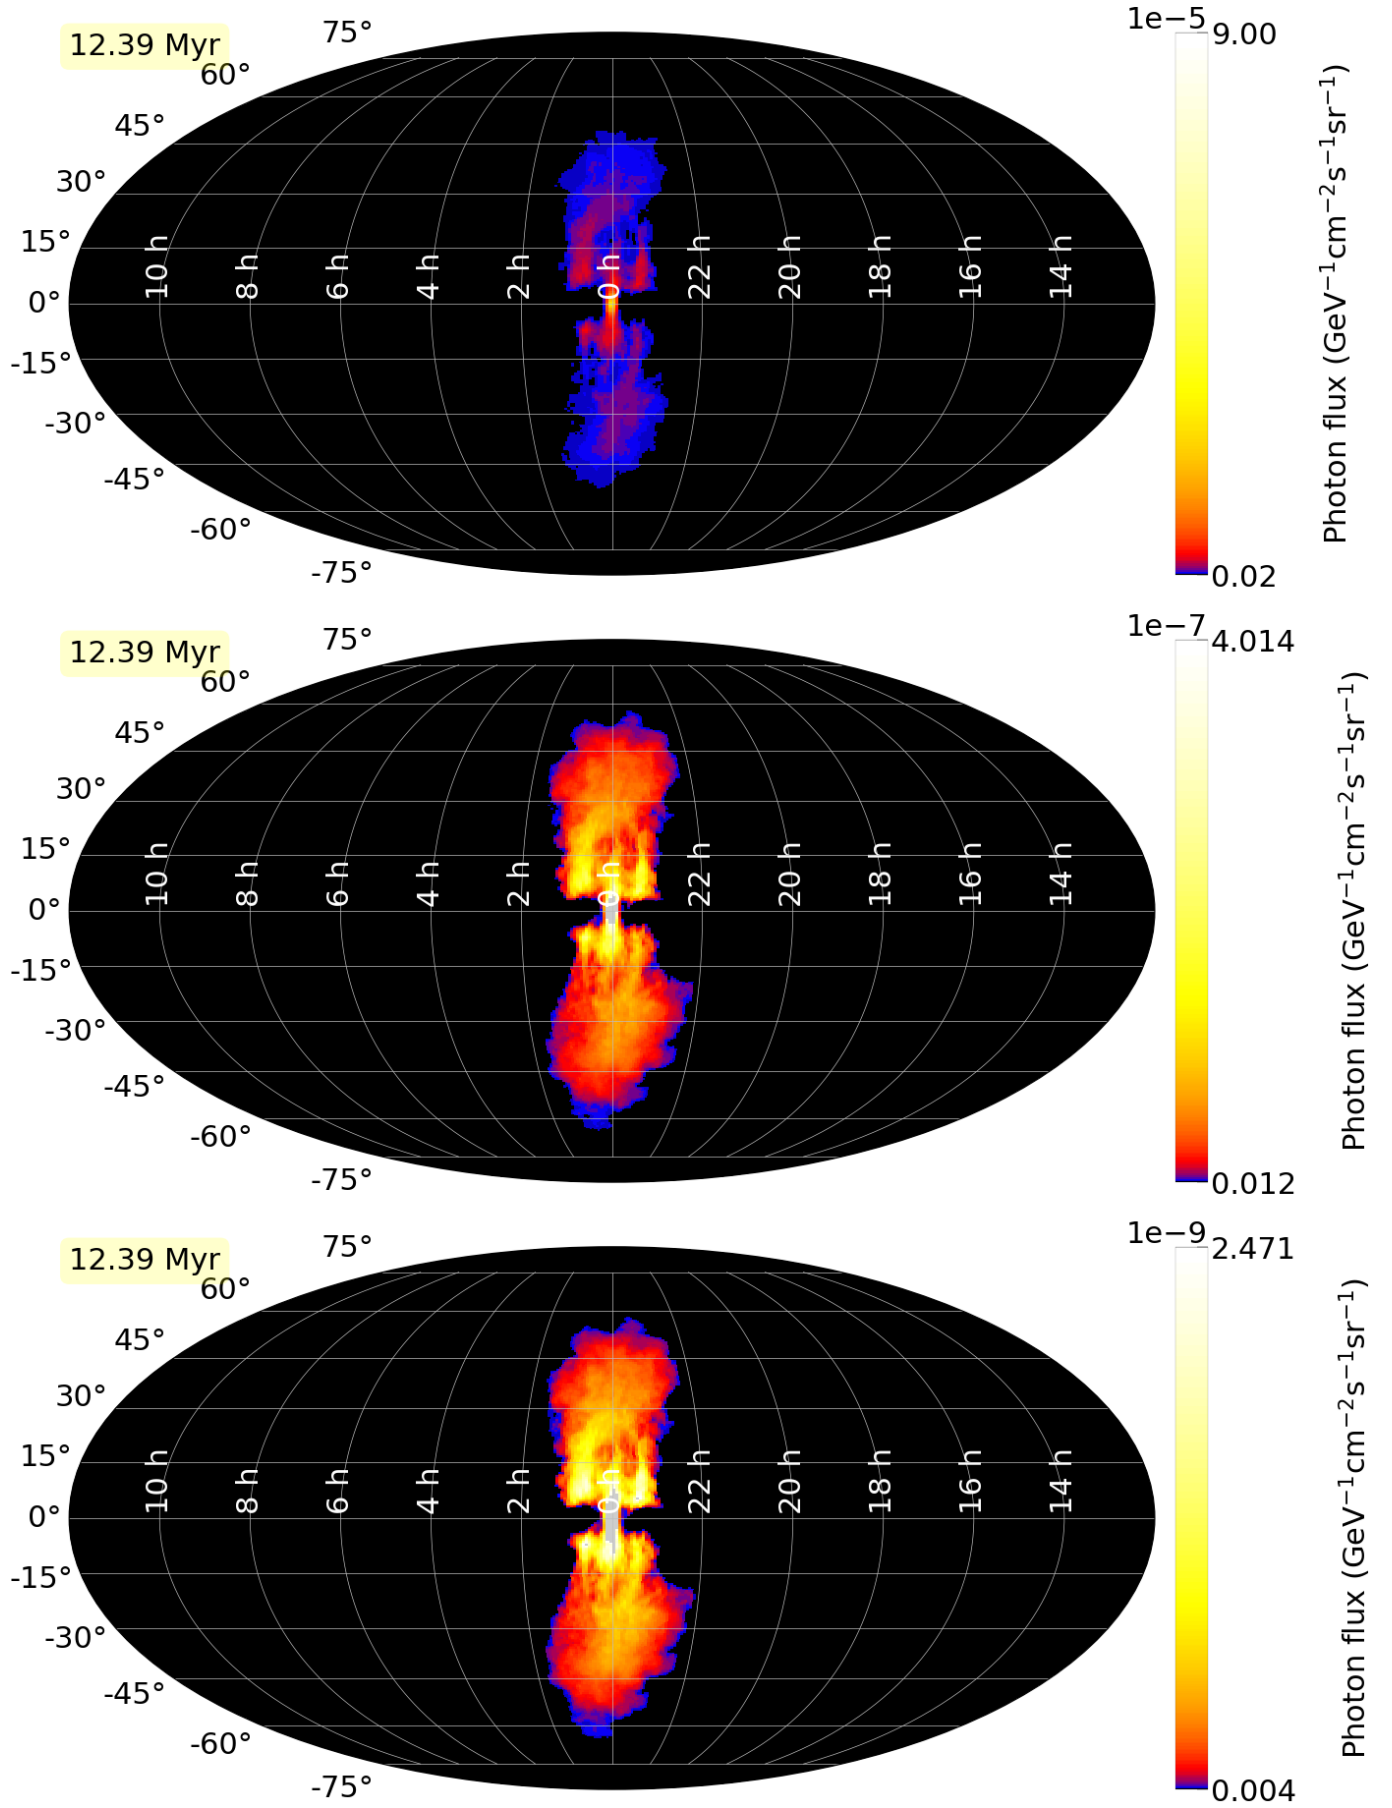 12.39 Myr
75°
60°
45°
30°
15°
0°
-15°
-30°
-45°
-60°
-75°
10 h
8 h
6 h
4 h
2 h
0 h
22 h
20 h
18 h
16 h
14 h
1e−5
9.00
0.02
Photon flux (GeV⁻¹cm⁻²s⁻¹sr⁻¹)
12.39 Myr
75°
60°
45°
30°
15°
0°
-15°
-30°
-45°
-60°
-75°
10 h
8 h
6 h
4 h
2 h
0 h
22 h
20 h
18 h
16 h
14 h
1e−7
4.014
0.012
Photon flux (GeV⁻¹cm⁻²s⁻¹sr⁻¹)
12.39 Myr
75°
60°
45°
30°
15°
0°
-15°
-30°
-45°
-60°
-75°
10 h
8 h
6 h
4 h
2 h
0 h
22 h
20 h
18 h
16 h
14 h
1e−9
2.471
0.004
Photon flux (GeV⁻¹cm⁻²s⁻¹sr⁻¹)